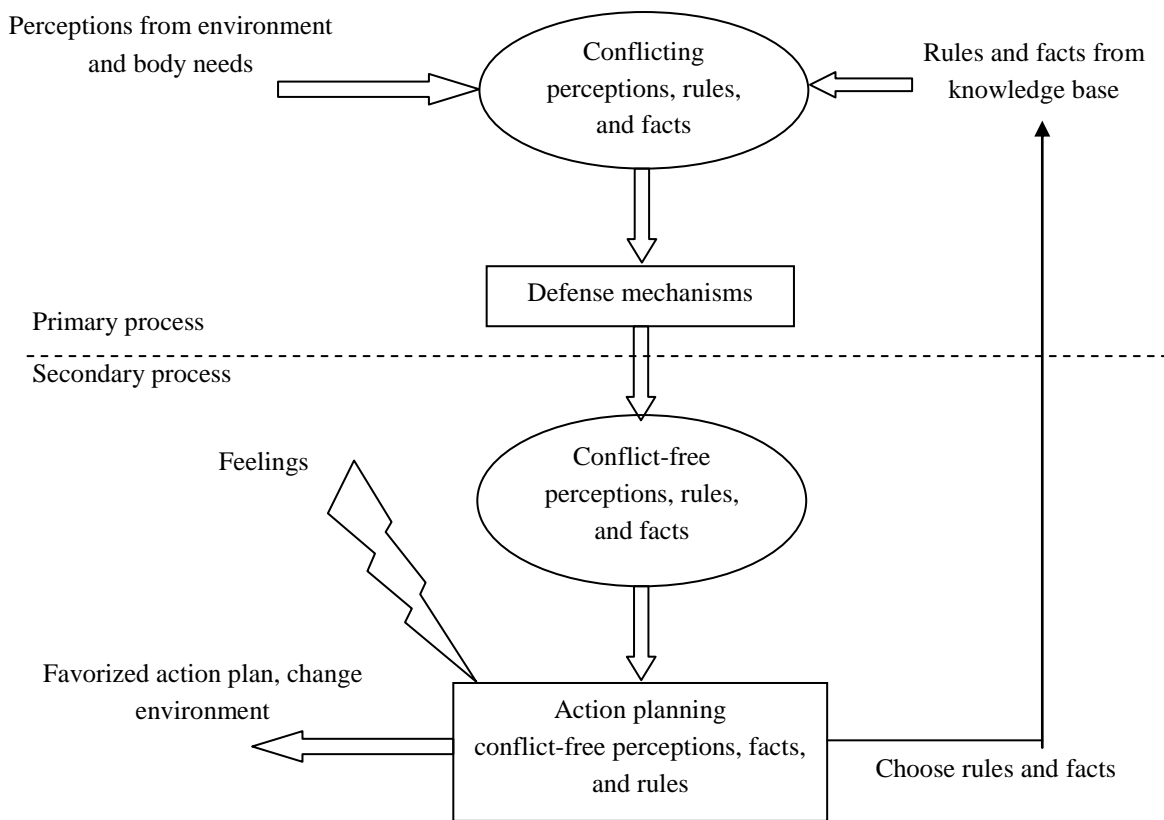 Perceptions from environment
and body needs
Conflicting
perceptions, rules,
and facts
Rules and facts from
knowledge base
Defense mechanisms
Primary process
Secondary process
Feelings
Conflict-free
perceptions, rules,
and facts
Favorized action plan, change
environment
Action planning
conflict-free perceptions, facts,
and rules
Choose rules and facts